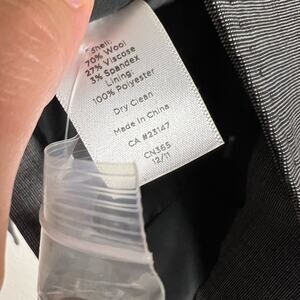 Shell:
70% Wool
27% Viscose
3% Spandex
Lining:
100% Polyester
Dry Clean
Made in China
CA #23147
CN365
12/11